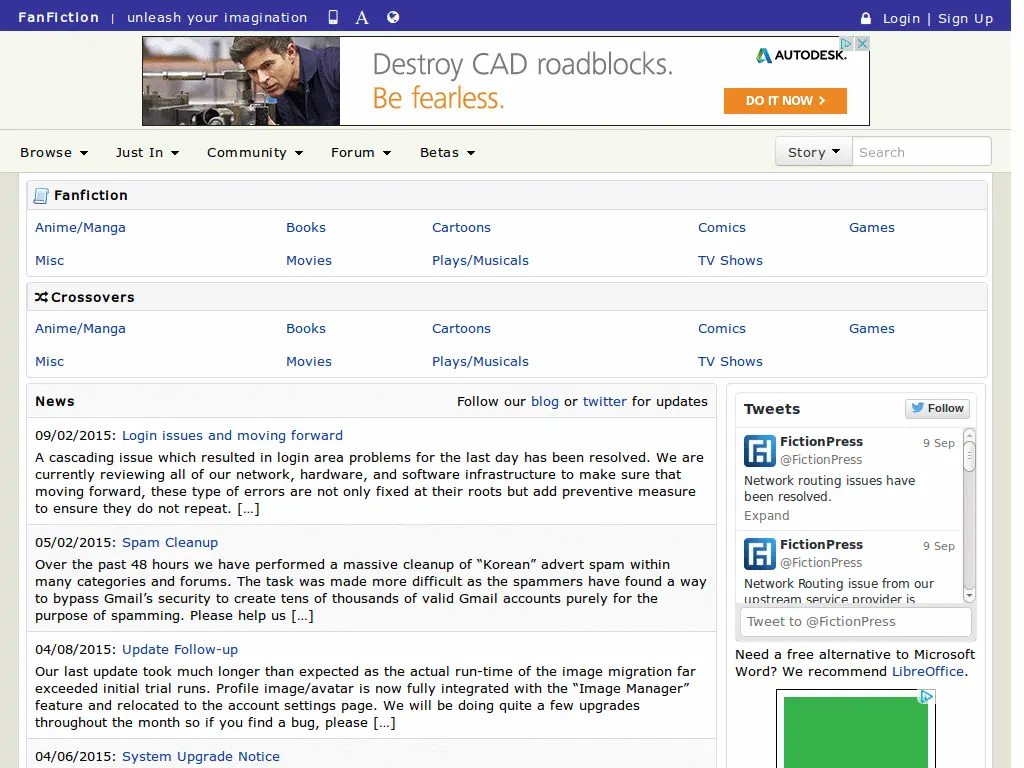 FanFiction | unleash your imagination A Login | Sign Up
Destroy CAD roadblocks.
Be fearless.
AUTODESK.
DO IT NOW >
Browse Just In Community Forum Betas Story Search
Fanfiction
Anime/Manga Books Cartoons Comics Games
Misc Movies Plays/Musicals TV Shows
Crossovers
Anime/Manga Books Cartoons Comics Games
Misc Movies Plays/Musicals TV Shows
News Follow our blog or twitter for updates
09/02/2015: Login issues and moving forward
A cascading issue which resulted in login area problems for the last day has been resolved. We are
currently reviewing all of our network, hardware, and software infrastructure to make sure that
moving forward, these type of errors are not only fixed at their roots but add preventive measure
to ensure they do not repeat. [...]
05/02/2015: Spam Cleanup
Over the past 48 hours we have performed a massive cleanup of “Korean” advert spam within
many categories and forums. The task was made more difficult as the spammers have found a way
to bypass Gmail’s security to create tens of thousands of valid Gmail accounts purely for the
purpose of spamming. Please help us [...]
04/08/2015: Update Follow-up
Our last update took much longer than expected as the actual run-time of the image migration far
exceeded initial trial runs. Profile image/avatar is now fully integrated with the “Image Manager”
feature and relocated to the account settings page. We will be doing quite a few upgrades
throughout the month so if you find a bug, please [...]
04/06/2015: System Upgrade Notice
Tweets Follow
FictionPress 9 Sep
@FictionPress
Network routing issues have
been resolved.
Expand
FictionPress 9 Sep
@FictionPress
Network Routing issue from our
upstream service provider is
Tweet to @FictionPress
Need a free alternative to Microsoft
Word? We recommend LibreOffice.